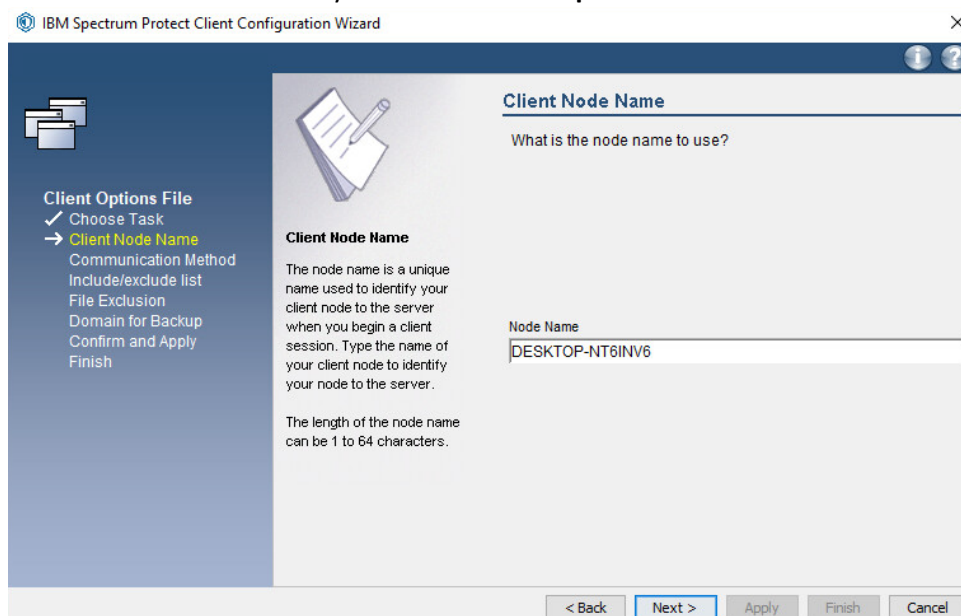 IBM Spectrum Protect Client Configuration Wizard
Client Options File
Choose Task
Client Node Name
Communication Method
Include/exclude list
File Exclusion
Domain for Backup
Confirm and Apply
Finish
Client Node Name
The node name is a unique
name used to identify your
client node to the server
when you begin a client
session. Type the name of
your client node to identify
your node to the server.
The length of the node name
can be 1 to 64 characters.
Client Node Name
What is the node name to use?
Node Name
DESKTOP-NT6INV6
< Back
Next >
Apply
Finish
Cancel